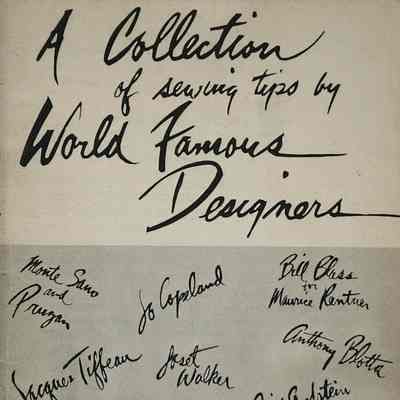 A Collection
of sewing tips by
World Famous
Designers
Monte Sano
and
Pruzan
Jo Copeland
Bill Blass
for
Maurice Rentner
Jacques Tiffeau
Joset
Walker
Anthony Blotta